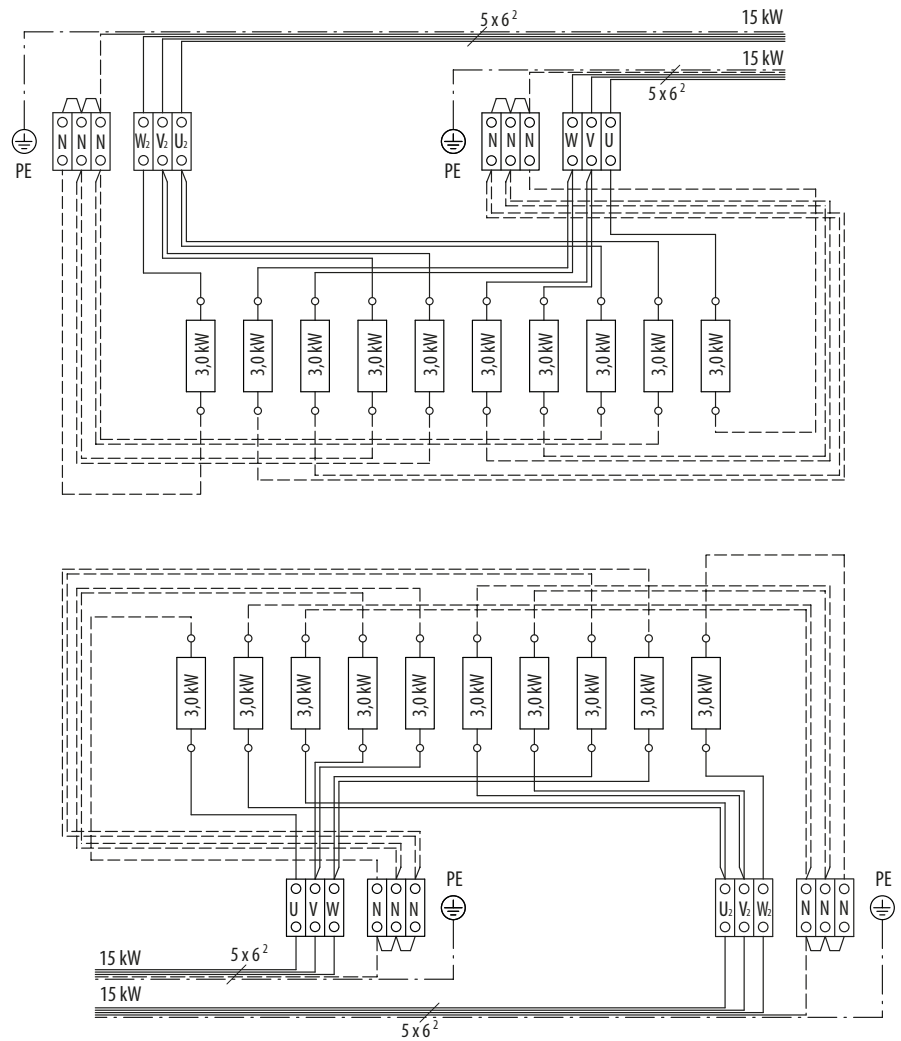 5 x 6² 15 kW
15 kW
5 x 6²
N N N W₂ V₂ U₂ N N N W V U
PE PE
3,0 kW 3,0 kW 3,0 kW 3,0 kW 3,0 kW 3,0 kW 3,0 kW 3,0 kW 3,0 kW 3,0 kW
3,0 kW 3,0 kW 3,0 kW 3,0 kW 3,0 kW 3,0 kW 3,0 kW 3,0 kW 3,0 kW 3,0 kW
PE PE
U V W N N N U₂ V₂ W₂ N N N
15 kW 5 x 6²
15 kW
5 x 6²